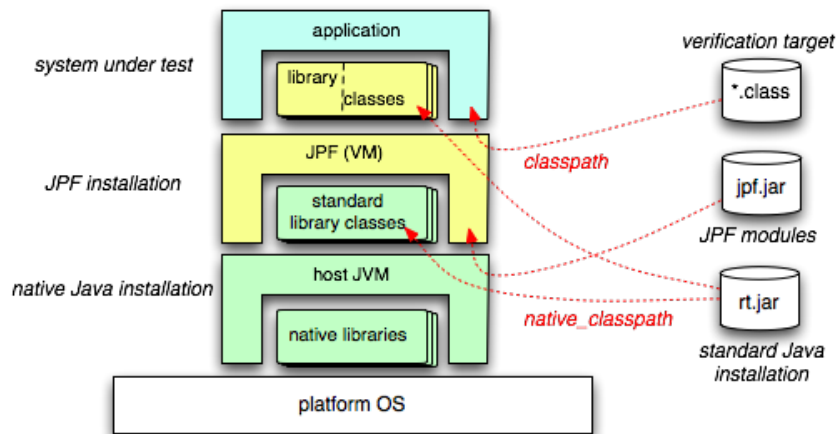 application
verification target
system under test
library
classes
*.class
JPF (VM)
classpath
JPF installation
standard
library classes
jpf.jar
JPF modules
host JVM
native Java installation
rt.jar
native_classpath
native libraries
standard Java
installation
platform OS